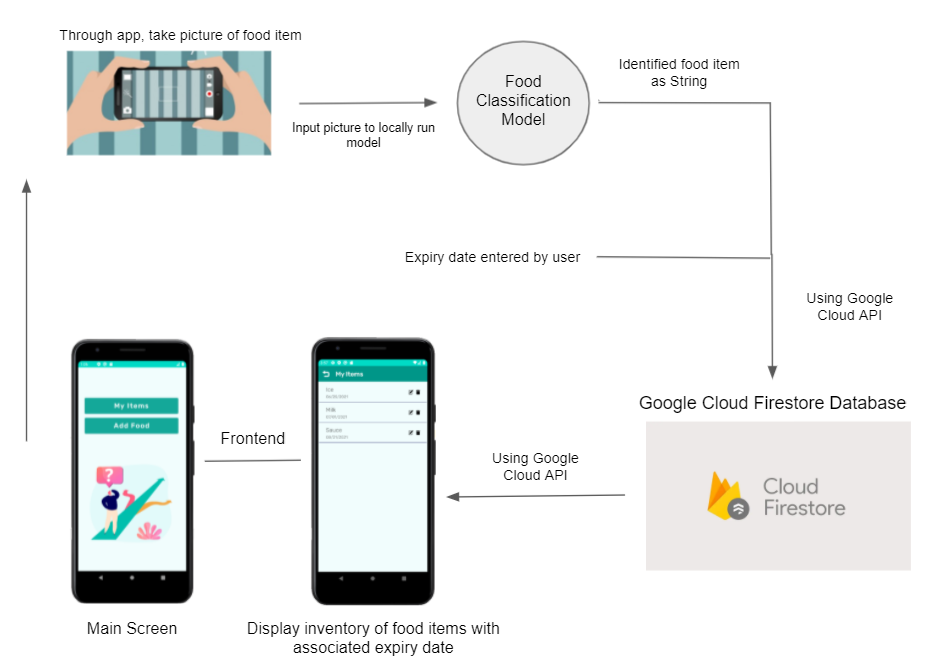 Through app, take picture of food item
Input picture to locally run
model
Food
Classification
Model
Identified food item
as String
Expiry date entered by user
Using Google
Cloud API
Google Cloud Firestore Database
Cloud
Firestore
Using Google
Cloud API
My Items
Add Food
?
Main Screen
Frontend
My Items
Ice
Milk
Sauce
Display inventory of food items with
associated expiry date